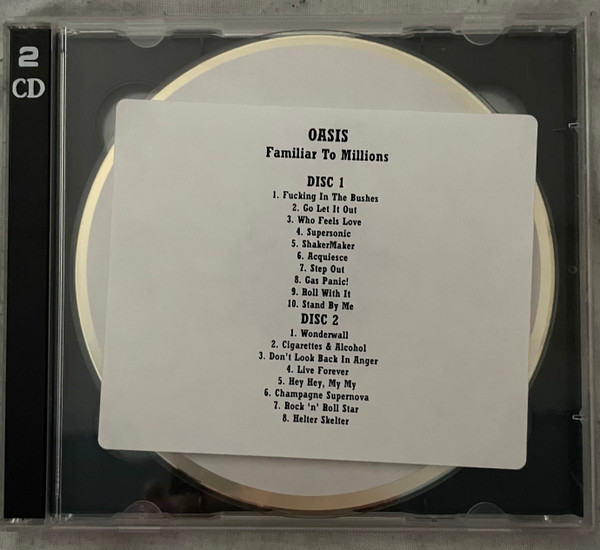 2
CD
OASIS
Familiar To Millions
DISC 1
1. Fucking In The Bushes
2. Go Let It Out
3. Who Feels Love
4. Supersonic
5. ShakerMaker
6. Acquiesce
7. Step Out
8. Gas Panic!
9. Roll With It
10. Stand By Me
DISC 2
1. Wonderwall
2. Cigarettes & Alcohol
3. Don't Look Back In Anger
4. Live Forever
5. Hey Hey, My My
6. Champagne Supernova
7. Rock 'n' Roll Star
8. Helter Skelter